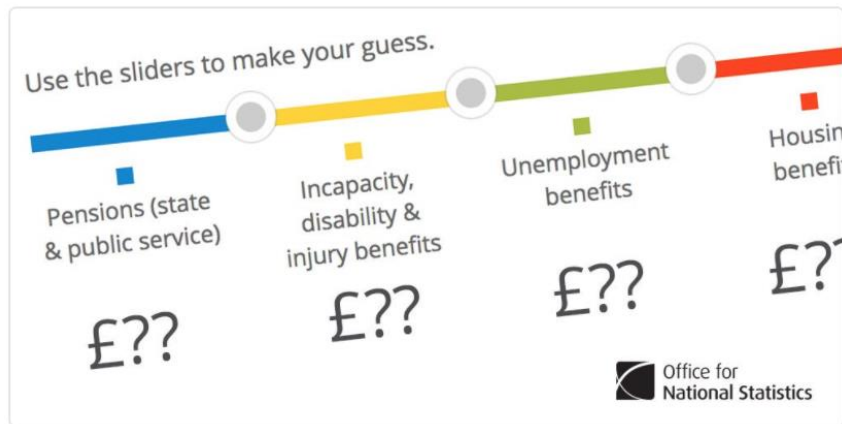 Use the sliders to make your guess.
Pensions (state
& public service)
£??
Incapacity,
disability &
injury benefits
£??
Unemployment
benefits
£??
Office for
National Statistics